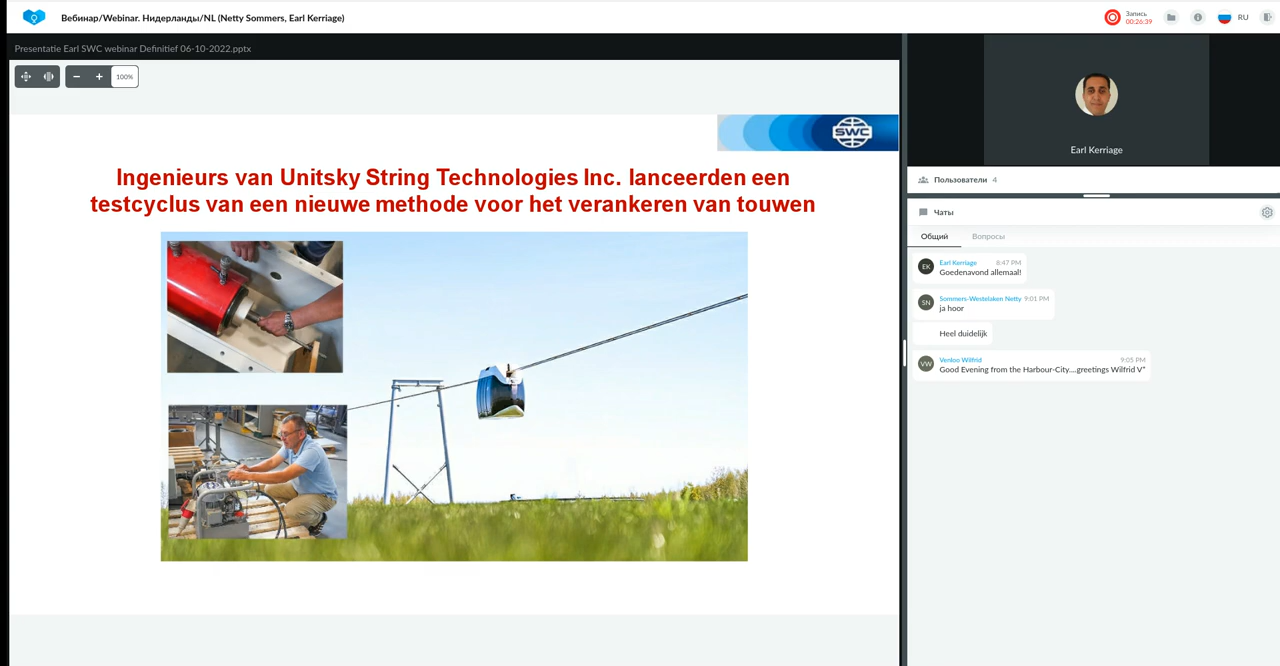 Вебинар/Webinar. Нидерланды/NL (Netty Sommers, Earl Kerriage)
Запись
00:26:39
RU
Presentatie Earl SWC webinar Definitief 06-10-2022.pptx
100%
SWC
Ingenieurs van Unitsky String Technologies Inc. lanceerden een
testcyclus van een nieuwe methode voor het verankeren van touwen
Earl Kerriage
Пользователи 4
Чаты
Общий Вопросы
EK
Earl Kerriage 8:47 PM
Goedenavond allemaal!
SN
Sommers-Westelaken Netty 9:01 PM
ja hoor
Heel duidelijk
VW
Venloo Wilfrid 9:05 PM
Good Evening from the Harbour-City....greetings Wilfrid V"